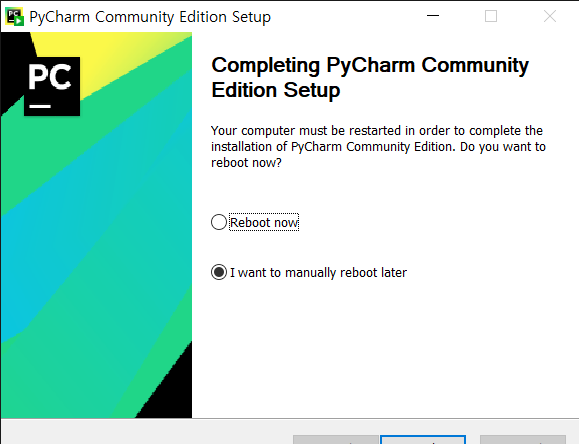 PyCharm Community Edition Setup
PC
Completing PyCharm Community
Edition Setup
Your computer must be restarted in order to complete the
installation of PyCharm Community Edition. Do you want to
reboot now?
Reboot now
I want to manually reboot later